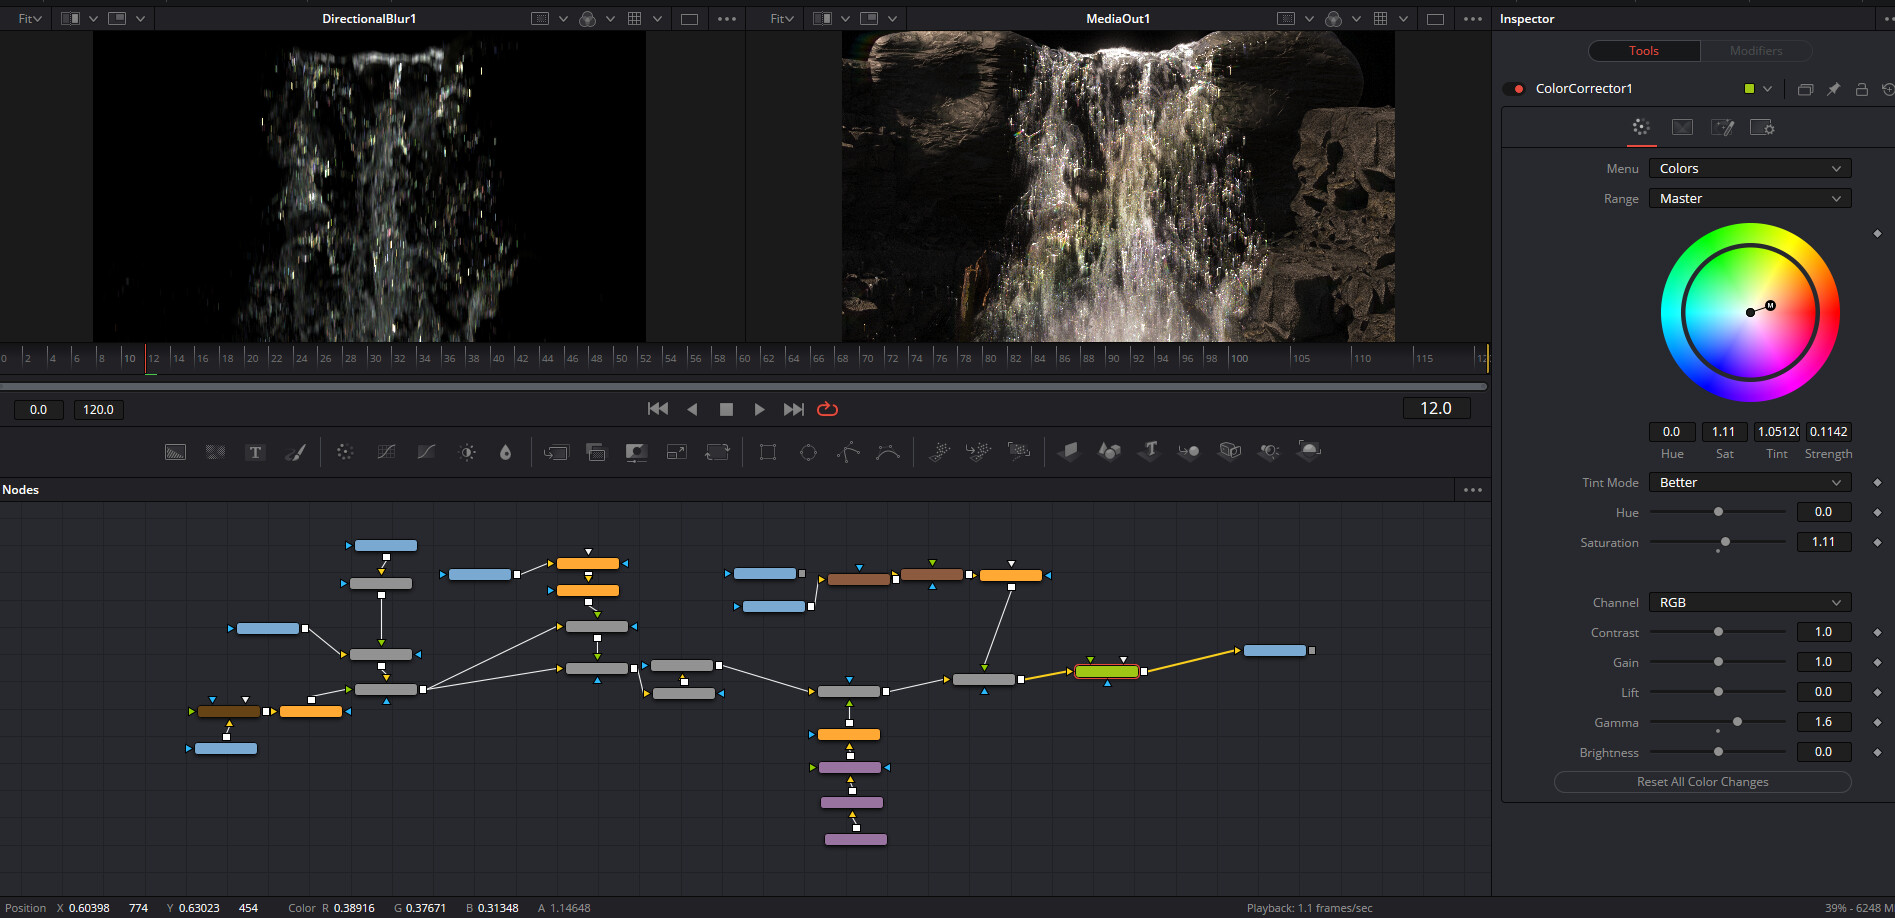 Fit
DirectionalBlur1
Fit
MediaOut1
Inspector
Tools
Modifiers
ColorCorrector1
Menu
Colors
Range
Master
0.0
1.11
1.0512
0.1142
Hue
Sat
Tint
Strength
Tint Mode
Better
Hue
0.0
Saturation
1.11
Channel
RGB
Contrast
1.0
Gain
1.0
Lift
0.0
Gamma
1.6
Brightness
0.0
Reset All Color Changes
0 2 4 6 8 10 12 14 16 18 20 22 24 26 28 30 32 34 36 38 40 42 44 46 48 50 52 54 56 58 60 62 64 66 68 70 72 74 76 78 80 82 84 86 88 90 92 94 96 98 100 105 110 115 12
0.0
120.0
12.0
T
T
Nodes
Position X 0.60398 774 Y 0.63023 454 Color R 0.38916 G 0.37671 B 0.31348 A 1.14648
Playback: 1.1 frames/sec
39% - 6248 M